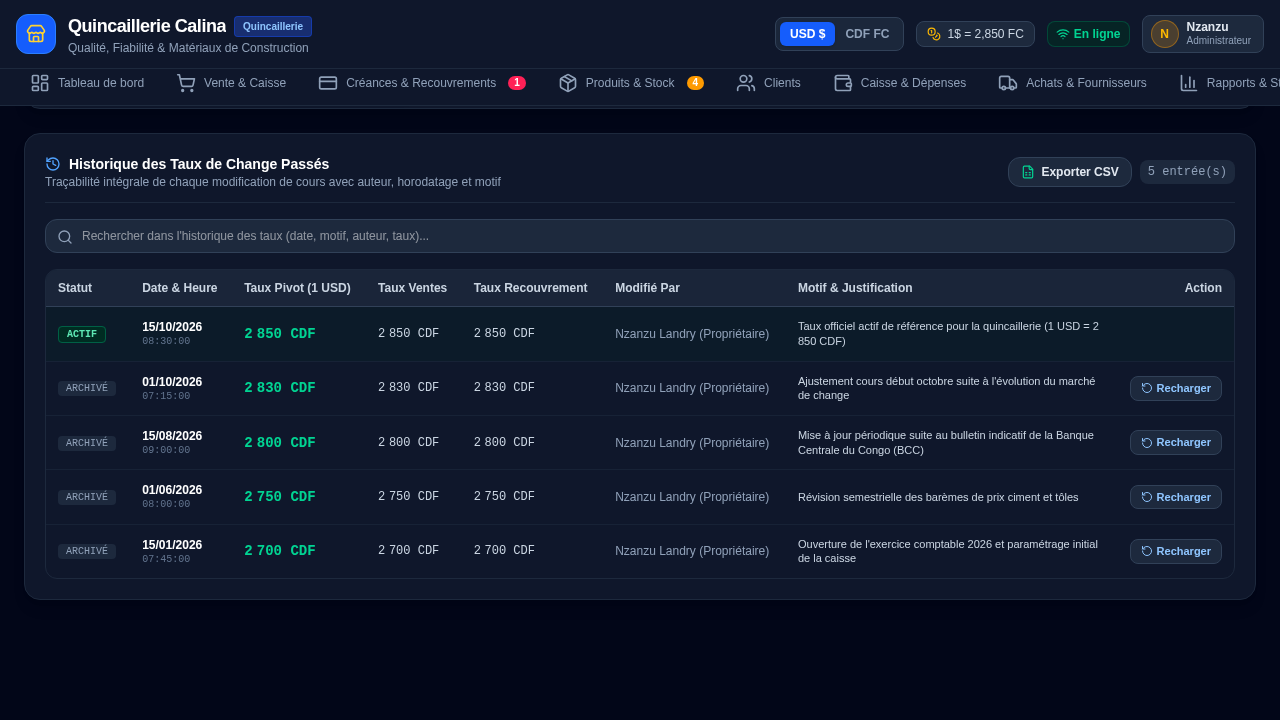 Quincaillerie Calina
Quincaillerie
Qualité, Fiabilité & Matériaux de Construction
USD $
CDF FC
1$ = 2,850 FC
En ligne
N
Nzanzu
Administrateur
Tableau de bord
Vente & Caisse
Créances & Recouvrements 1
Produits & Stock 4
Clients
Caisse & Dépenses
Achats & Fournisseurs
Rapports & St
Historique des Taux de Change Passés
Traçabilité intégrale de chaque modification de cours avec auteur, horodatage et motif
Exporter CSV
5 entrée(s)
Rechercher dans l'historique des taux (date, motif, auteur, taux)...
Statut Date & Heure Taux Pivot (1 USD) Taux Ventes Taux Recouvrement Modifié Par Motif & Justification Action
ACTIF 15/10/2026 2 850 CDF 2 850 CDF 2 850 CDF Nzanzu Landry (Propriétaire) Taux officiel actif de référence pour la quincaillerie (1 USD = 2
08:30:00 850 CDF)
ARCHIVÉ 01/10/2026 2 830 CDF 2 830 CDF 2 830 CDF Nzanzu Landry (Propriétaire) Ajustement cours début octobre suite à l'évolution du marché Recharger
07:15:00 de change
ARCHIVÉ 15/08/2026 2 800 CDF 2 800 CDF 2 800 CDF Nzanzu Landry (Propriétaire) Mise à jour périodique suite au bulletin indicatif de la Banque Recharger
09:00:00 Centrale du Congo (BCC)
ARCHIVÉ 01/06/2026 2 750 CDF 2 750 CDF 2 750 CDF Nzanzu Landry (Propriétaire) Révision semestrielle des barèmes de prix ciment et tôles Recharger
08:00:00
ARCHIVÉ 15/01/2026 2 700 CDF 2 700 CDF 2 700 CDF Nzanzu Landry (Propriétaire) Ouverture de l'exercice comptable 2026 et paramétrage initial Recharger
07:45:00 de la caisse